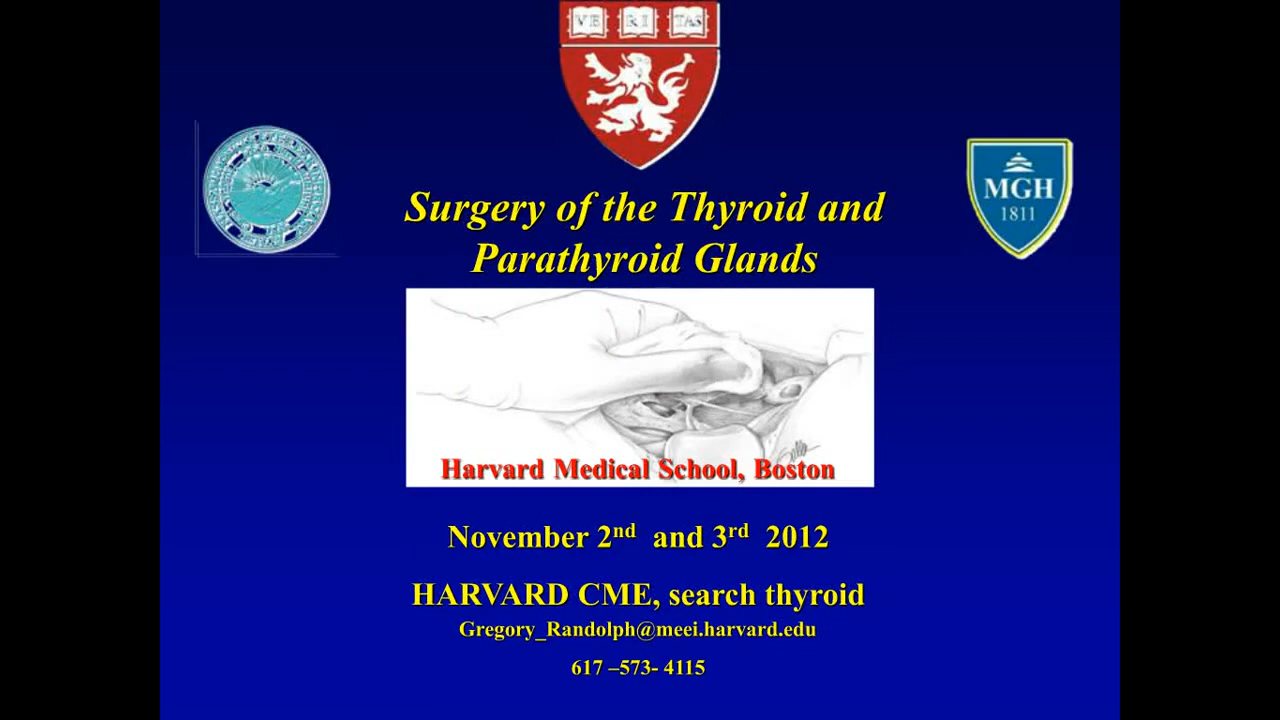 VE RI TAS
MGH
1811
Surgery of the Thyroid and
Parathyroid Glands
Harvard Medical School, Boston
November 2nd and 3rd 2012
HARVARD CME, search thyroid
Gregory_Randolph@meei.harvard.edu
617 –573- 4115